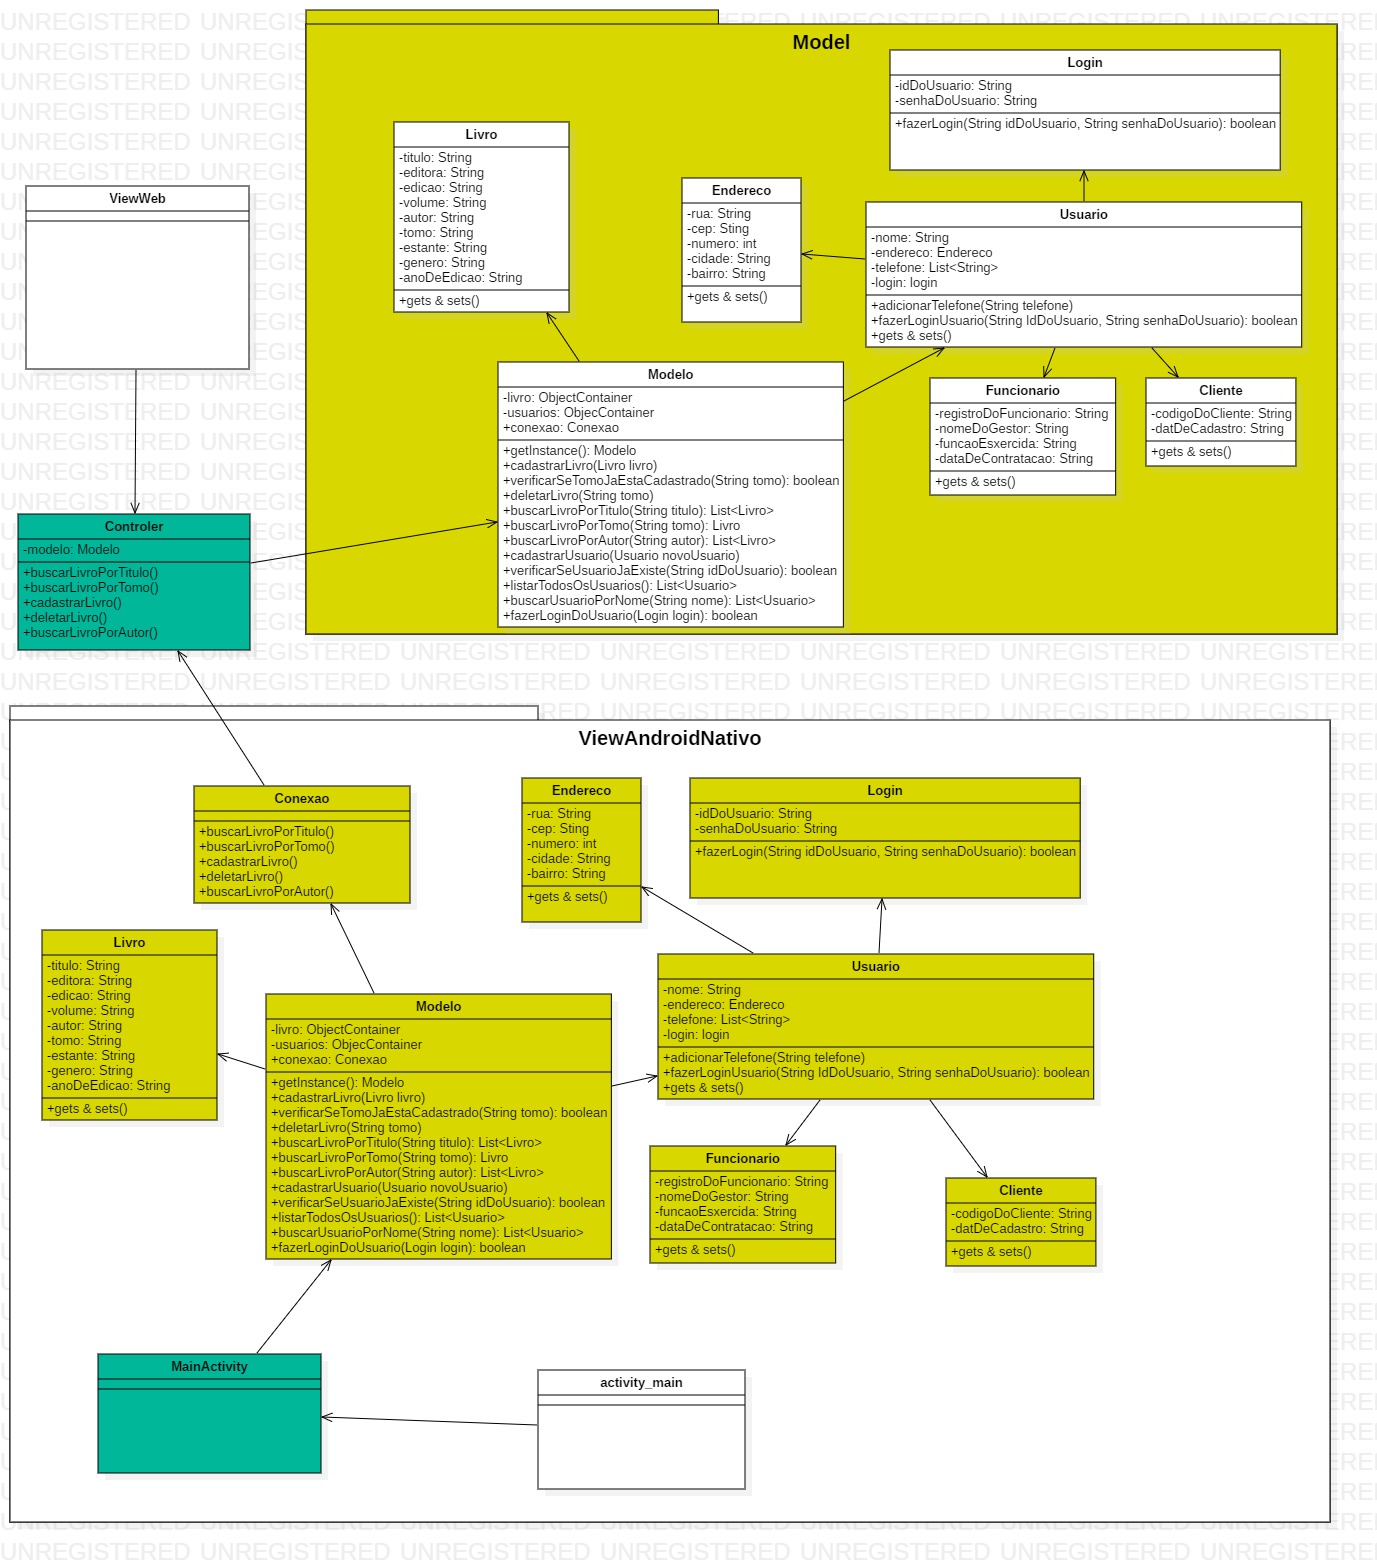 Model
Login
-idDoUsuario: String
-senhaDoUsuario: String
+fazerLogin(String idDoUsuario, String senhaDoUsuario): boolean
Livro
-titulo: String
-editora: String
-edicao: String
-volume: String
-autor: String
-tomo: String
-estante: String
-genero: String
-anoDeEdicao: String
+gets & sets()
Endereco
-rua: String
-cep: Sting
-numero: int
-cidade: String
-bairro: String
+gets & sets()
Usuario
-nome: String
-endereco: Endereco
-telefone: List<String>
-login: login
+adicionarTelefone(String telefone)
+fazerLoginUsuario(String IdDoUsuario, String senhaDoUsuario): boolean
+gets & sets()
ViewWeb
Modelo
-livro: ObjectContainer
-usuarios: ObjecContainer
+conexao: Conexao
+getInstance(): Modelo
+cadastrarLivro(Livro livro)
+verificarSeTomoJaEstaCadastrado(String tomo): boolean
+deletarLivro(String tomo)
+buscarLivroPorTitulo(String titulo): List<Livro>
+buscarLivroPorTomo(String tomo): Livro
+buscarLivroPorAutor(String autor): List<Livro>
+cadastrarUsuario(Usuario novoUsuario)
+verificarSeUsuarioJaExiste(String idDoUsuario): boolean
+listarTodosOsUsuarios(): List<Usuario>
+buscarUsuarioPorNome(String nome): List<Usuario>
+fazerLoginDoUsuario(Login login): boolean
Funcionario
-registroDoFuncionario: String
-nomeDoGestor: String
-funcaoEsxercida: String
-dataDeContratacao: String
+gets & sets()
Cliente
-codigoDoCliente: String
-datDeCadastro: String
+gets & sets()
Controler
-modelo: Modelo
+buscarLivroPorTitulo()
+buscarLivroPorTomo()
+cadastrarLivro()
+deletarLivro()
+buscarLivroPorAutor()
ViewAndroidNativo
Conexao
+buscarLivroPorTitulo()
+buscarLivroPorTomo()
+cadastrarLivro()
+deletarLivro()
+buscarLivroPorAutor()
Endereco
-rua: String
-cep: Sting
-numero: int
-cidade: String
-bairro: String
+gets & sets()
Login
-idDoUsuario: String
-senhaDoUsuario: String
+fazerLogin(String idDoUsuario, String senhaDoUsuario): boolean
Livro
-titulo: String
-editora: String
-edicao: String
-volume: String
-autor: String
-tomo: String
-estante: String
-genero: String
-anoDeEdicao: String
+gets & sets()
Modelo
-livro: ObjectContainer
-usuarios: ObjecContainer
+conexao: Conexao
+getInstance(): Modelo
+cadastrarLivro(Livro livro)
+verificarSeTomoJaEstaCadastrado(String tomo): boolean
+deletarLivro(String tomo)
+buscarLivroPorTitulo(String titulo): List<Livro>
+buscarLivroPorTomo(String tomo): Livro
+buscarLivroPorAutor(String autor): List<Livro>
+cadastrarUsuario(Usuario novoUsuario)
+verificarSeUsuarioJaExiste(String idDoUsuario): boolean
+listarTodosOsUsuarios(): List<Usuario>
+buscarUsuarioPorNome(String nome): List<Usuario>
+fazerLoginDoUsuario(Login login): boolean
Usuario
-nome: String
-endereco: Endereco
-telefone: List<String>
-login: login
+adicionarTelefone(String telefone)
+fazerLoginUsuario(String IdDoUsuario, String senhaDoUsuario): boolean
+gets & sets()
Funcionario
-registroDoFuncionario: String
-nomeDoGestor: String
-funcaoEsxercida: String
-dataDeContratacao: String
+gets & sets()
Cliente
-codigoDoCliente: String
-datDeCadastro: String
+gets & sets()
MainActivity
activity_main
UNREGISTERED UNREGISTERED UNREGISTERED UNREGISTERED UNREGISTERED UNREGISTERED